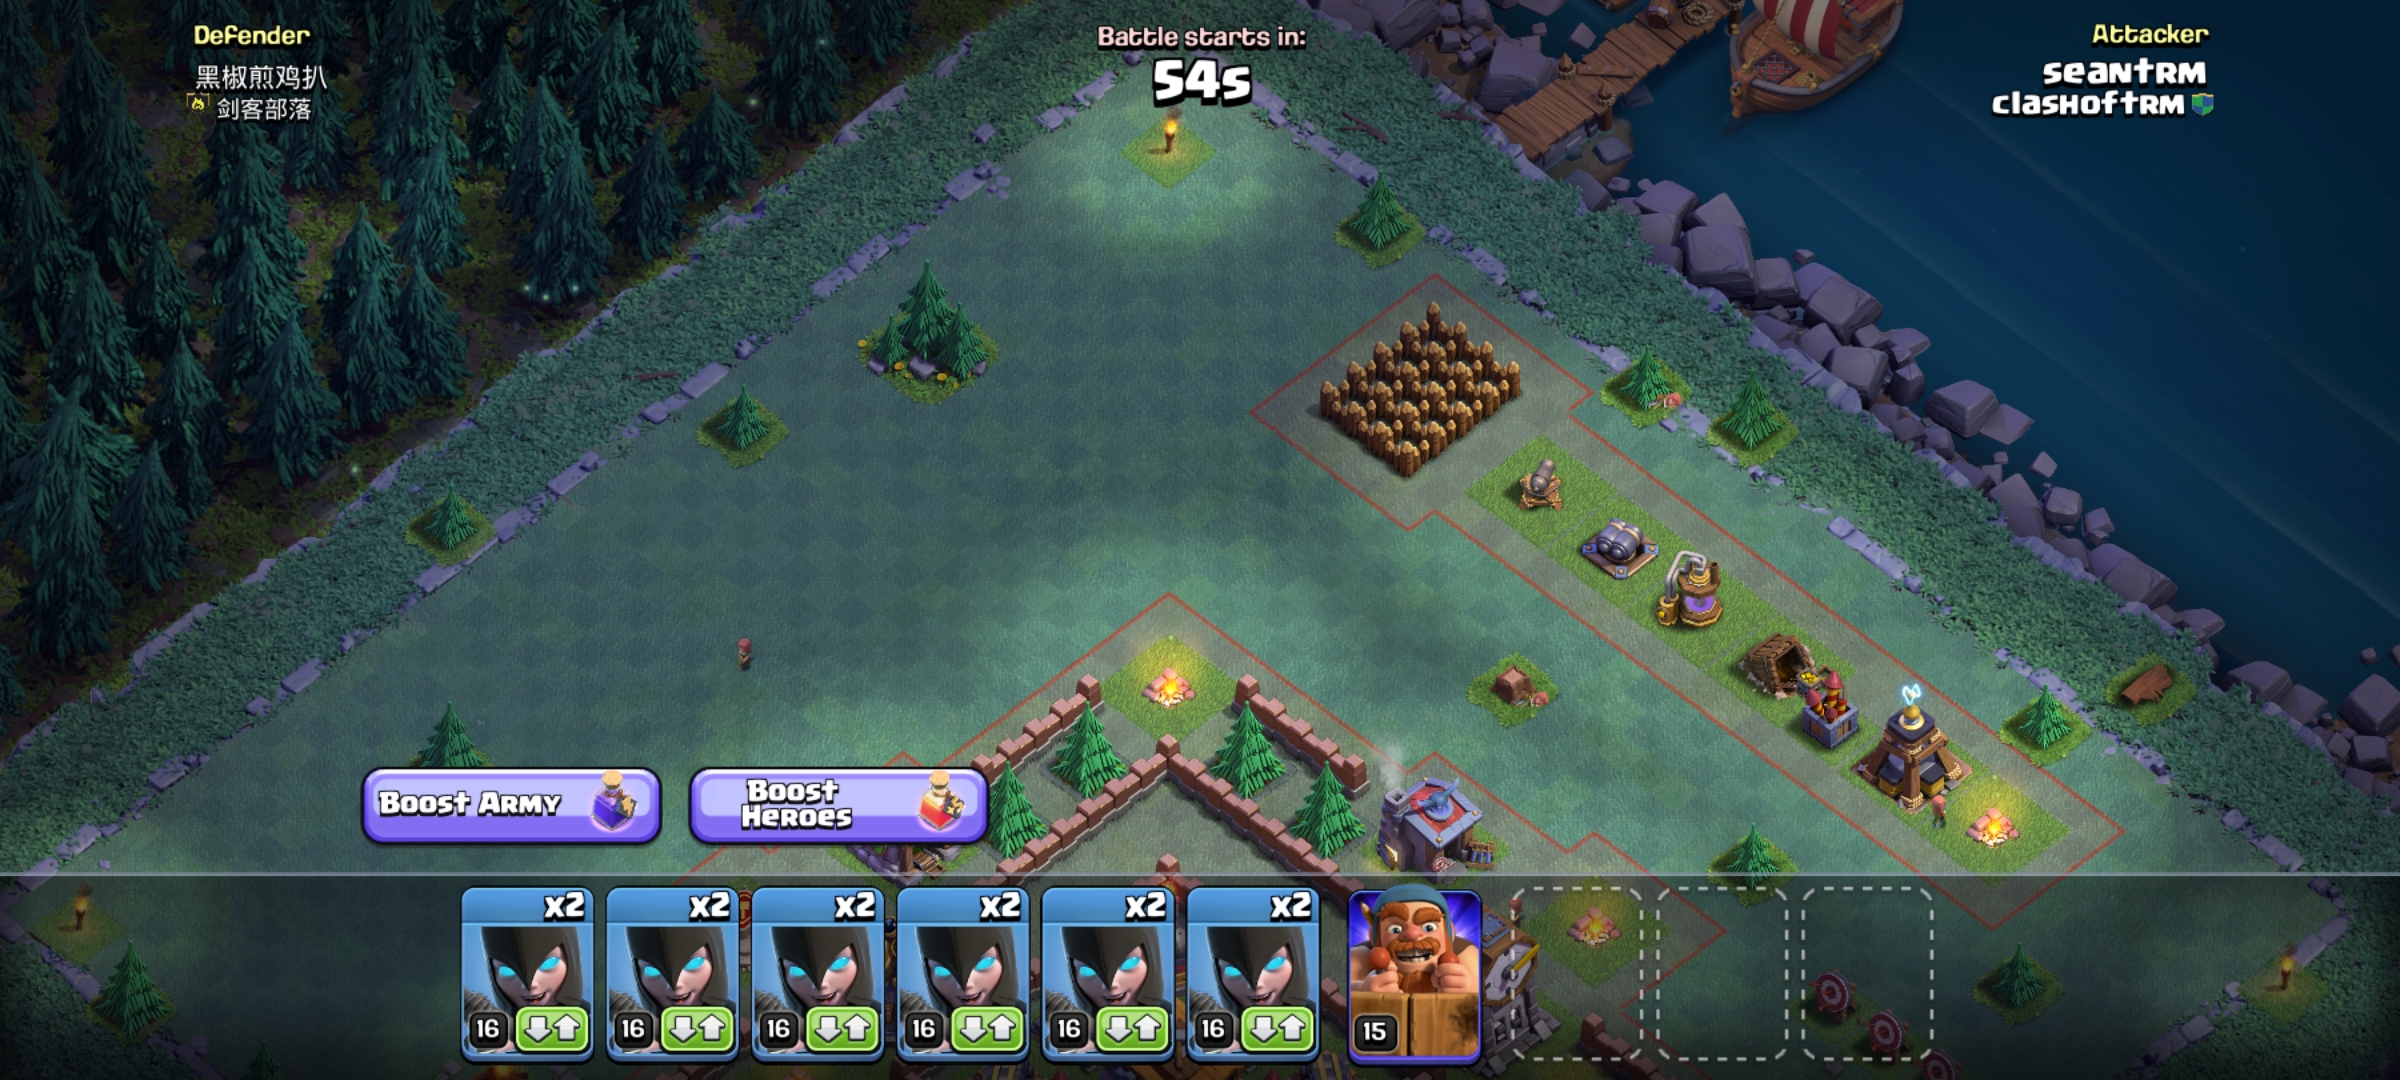 Defender
黑椒煎鸡扒
剑客部落
Battle starts in:
54s
Attacker
seantRM
clashoftRM
Boost Army
Boost
Heroes
x2
x2
x2
x2
x2
x2
16
16
16
16
16
16
15